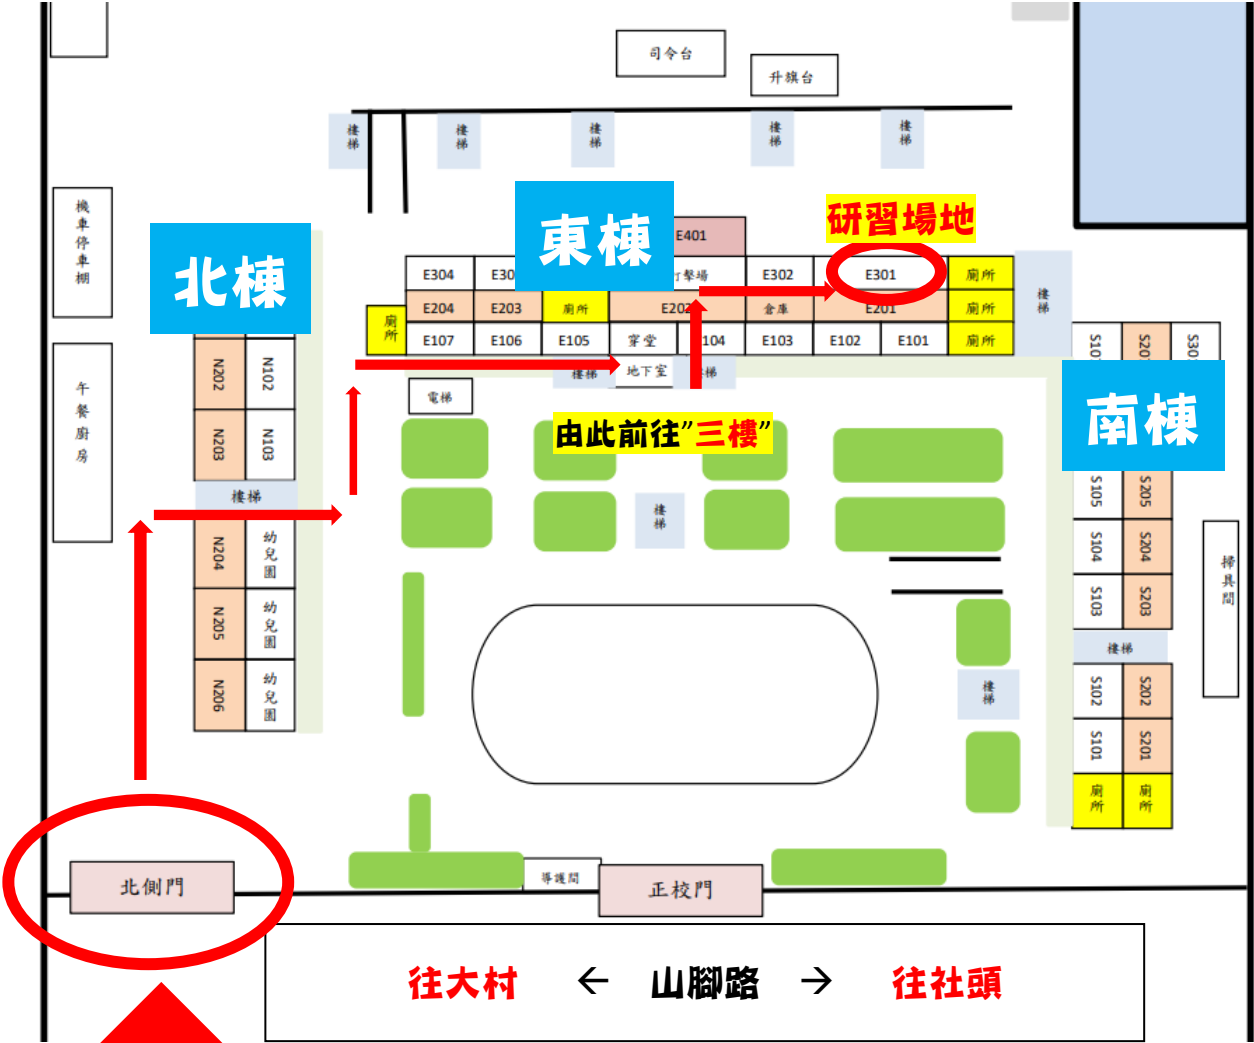 司令台
升旗台
樓梯
樓梯
樓梯
樓梯
樓梯
機車停車棚
北棟
東棟
研習場地
E401
E304
E30
打擊場
E302
E301
廁所
樓梯
廁所
E204
E203
廁所
E202
倉庫
E201
廁所
E107
E106
E105
穿堂
104
E103
E102
E101
廁所
樓梯
地下室
樓梯
電梯
由此前往"三樓"
午餐廚房
N202
N102
N203
N103
樓梯
N204
幼兒園
N205
幼兒園
N206
幼兒園
樓梯
S10
S20
S30
南棟
S105
S205
S104
S204
S103
S203
樓梯
掃具間
S102
S202
S101
S201
廁所
廁所
樓梯
北側門
導護間
正校門
往大村 ← 山腳路 → 往社頭